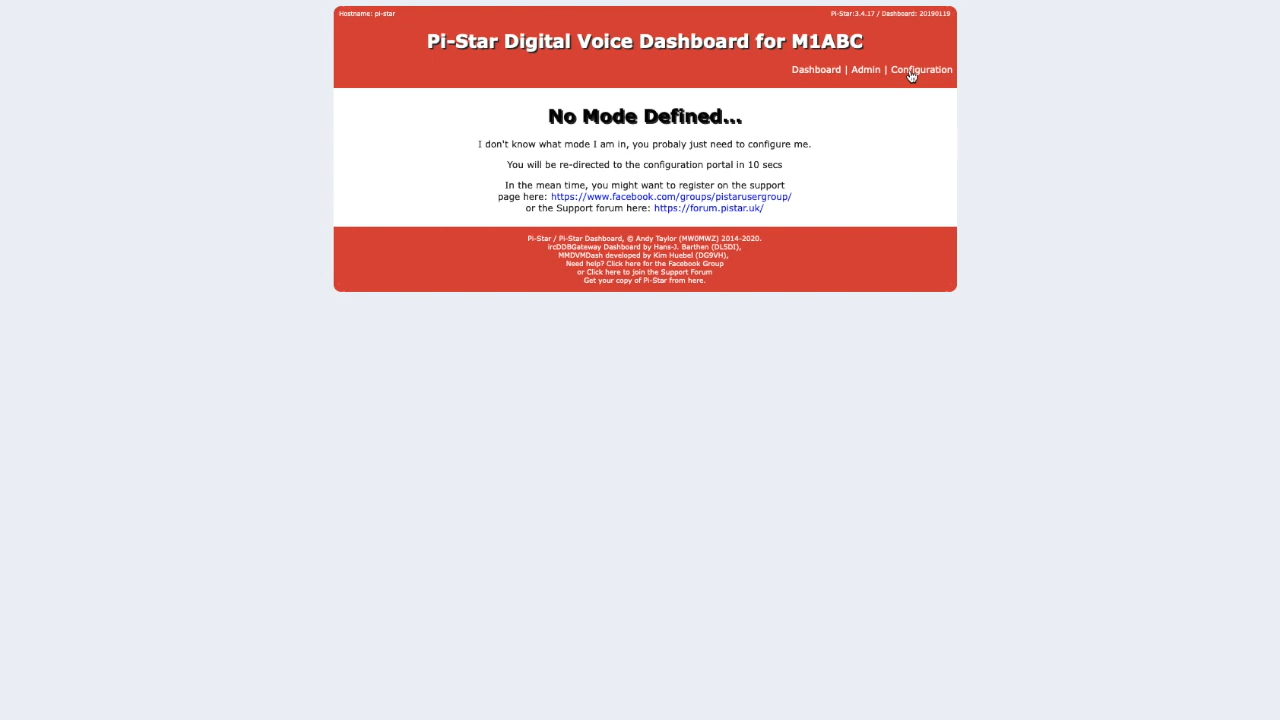 Hostname: pi-star
Pi-Star:3.4.17 / Dashboard: 20190119
Pi-Star Digital Voice Dashboard for M1ABC
Dashboard | Admin | Configuration
No Mode Defined...
I don't know what mode I am in, you probaly just need to configure me.
You will be re-directed to the configuration portal in 10 secs
In the mean time, you might want to register on the support
page here: https://www.facebook.com/groups/pistarusergroup/
or the Support forum here: https://forum.pistar.uk/
Pi-Star / Pi-Star Dashboard, © Andy Taylor (MW0MWZ) 2014-2020.
ircDDBGateway Dashboard by Hans-J. Barthen (DL5DI),
MMDVMDash developed by Kim Huebel (DG9VH),
Need help? Click here for the Facebook Group
or Click here to join the Support Forum
Get your copy of Pi-Star from here.